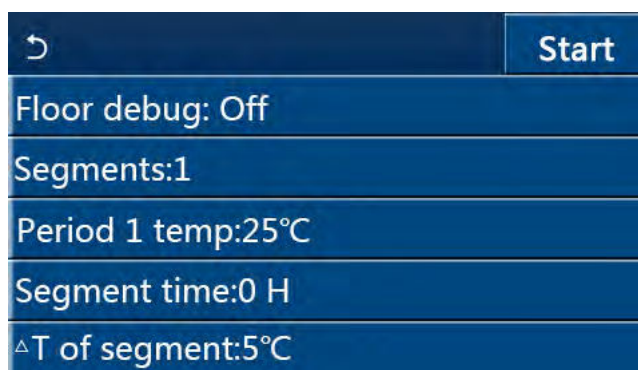 Start
Floor debug: Off
Segments:1
Period 1 temp:25℃
Segment time:0 H
△T of segment:5℃